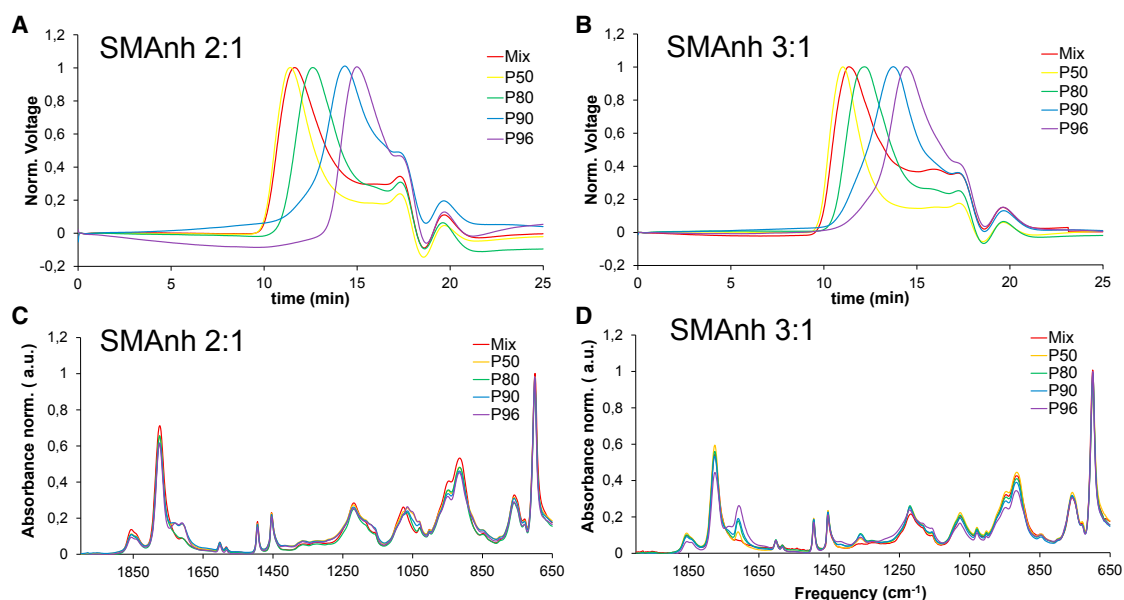 A
SMAnh 2:1
Norm. Voltage
1,2
1
0,8
0,6
0,4
0,2
0
-0,2
0
5
10
15
20
25
time (min)
Mix
P50
P80
P90
P96
B
SMAnh 3:1
Norm. Voltage
1,2
1
0,8
0,6
0,4
0,2
0
-0,2
0
5
10
15
20
25
time (min)
Mix
P50
P80
P90
P96
C
SMAnh 2:1
Absorbance norm. ( a.u.)
1,2
1
0,8
0,6
0,4
0,2
0
1850
1650
1450
1250
1050
850
650
Mix
P50
P80
P90
P96
D
SMAnh 3:1
Absorbance norm. ( a.u.)
1,2
1
0,8
0,6
0,4
0,2
0
1850
1650
1450
1250
1050
850
650
Frequency (cm-1)
Mix
P50
P80
P90
P96